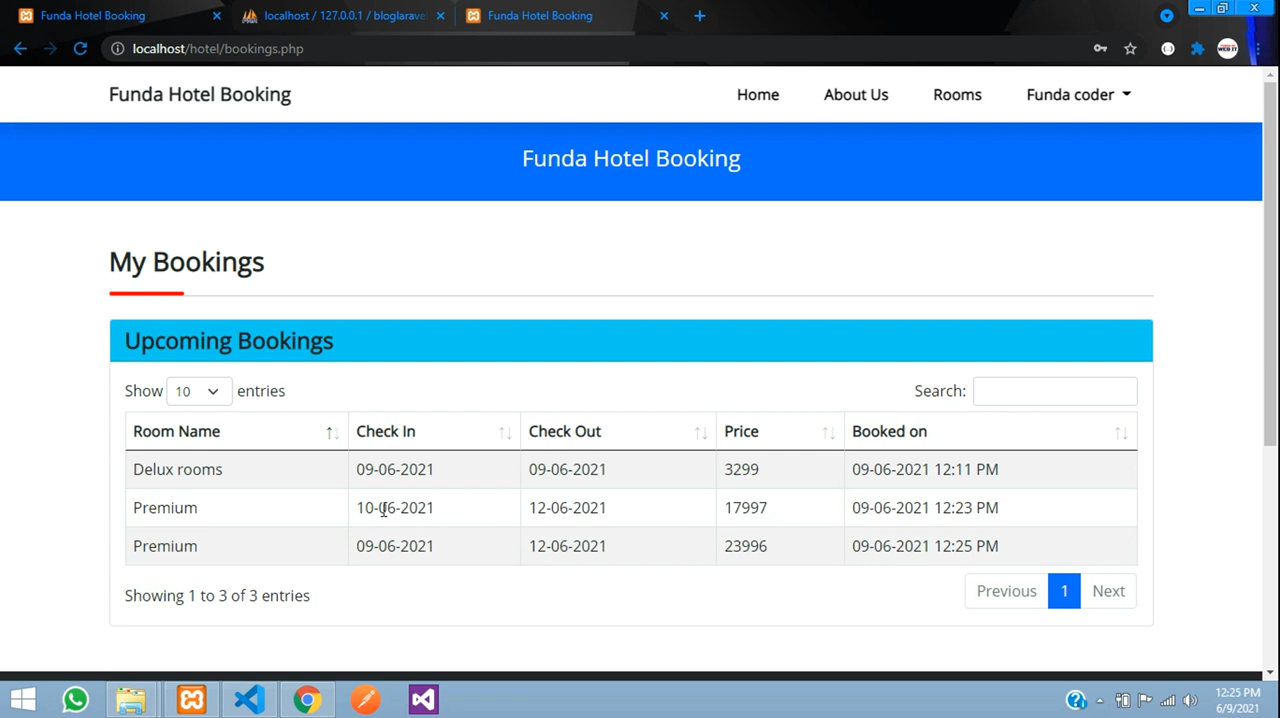 Funda Hotel Booking
localhost / 127.0.0.1 / bloglarave
Funda Hotel Booking
localhost/hotel/bookings.php
Funda Hotel Booking
Home About Us Rooms Funda coder
Funda Hotel Booking
My Bookings
Upcoming Bookings
Show 10 entries Search:
Room Name Check In Check Out Price Booked on
Delux rooms 09-06-2021 09-06-2021 3299 09-06-2021 12:11 PM
Premium 10-06-2021 12-06-2021 17997 09-06-2021 12:23 PM
Premium 09-06-2021 12-06-2021 23996 09-06-2021 12:25 PM
Showing 1 to 3 of 3 entries Previous 1 Next
12:25 PM
6/9/2021